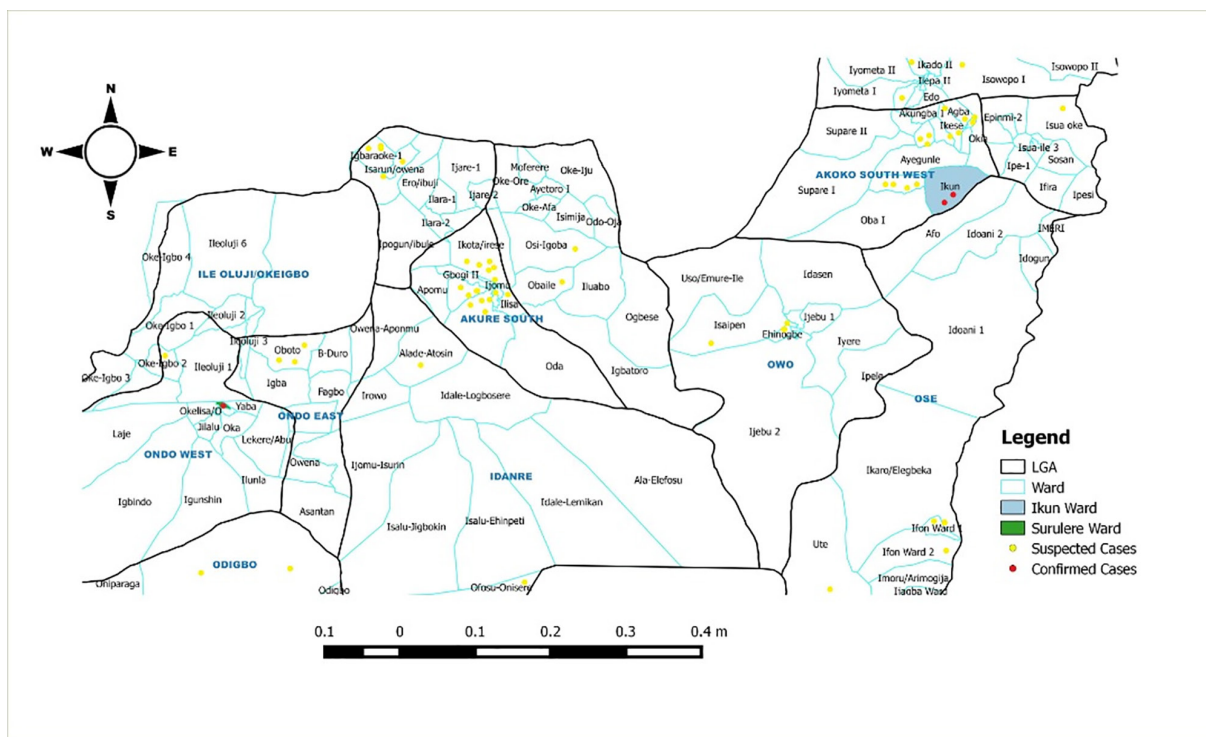 N
W
E
S
Iyometa II
Ikado II
Isowopo II
Ilepa II
Isowopo I
Iyometa I
Edo
Akungba I
Agba
Epinmi-2
Isua oke
Supare II
Ikese
Oka
Isua-ile 3
Ayegunle
Ipe-1
Sosan
AKOKO SOUTH WEST
Supare I
Ikun
Ifira
Ipesi
Oba I
Afo
Idoani 2
IMERI
Idogun
Igbaraoke-1
Isarun/owena
Ijare-1
Moferere
Oke-Iju
Ero/ibuji
Oke-Ore
Ayetoro I
Ilara-1
Ijare-2
Oke-Afa
Isimija
Odo-Oja
Ilara-2
Ipogun/ibule
Ikota/irese
Osi-Igoba
Ileoluji 6
Oke-Igbo 4
ILE OLUJI/OKEIGBO
Gbogi II
Apomu
Ijomu
Ilisa
Obaile
Iluabo
AKURE SOUTH
Ogbese
Uso/Emure-Ile
Idasen
Isaipen
Ijebu 1
Ehinogbe
Iyere
Idoani 1
OWO
Ipele
OSE
Ileoluji 2
Oke-Igbo 1
Ileoluji 3
Owena-Aponmu
Oboto
B-Duro
Alade-Atosin
Oke-Igbo 2
Ileoluji 1
Oke-Igbo 3
Igba
Fagbo
Irowo
Idale-Logbosere
Oda
Igbatoro
Okelisa/O
Yaba
ONDO EAST
Laje
Jilalu
Oka
Lekere/Abu
Ijebu 2
ONDO WEST
Owena
Ijomu-Isurin
IDANRE
Ala-Elefosu
Ikaro/Elegbeka
Igbindo
Igunshin
Ilunla
Asantan
Isalu-Jigbokin
Isalu-Ehinpeti
Idale-Lemikan
Ifon Ward 1
Ute
Ifon Ward 2
ODIGBO
Oniparaga
Odigbo
Ofosu-Onisere
Imoru/Arimogija
Legend
LGA
Ward
Ikun Ward
Surulere Ward
Suspected Cases
Confirmed Cases
0.1 0 0.1 0.2 0.3 0.4 m